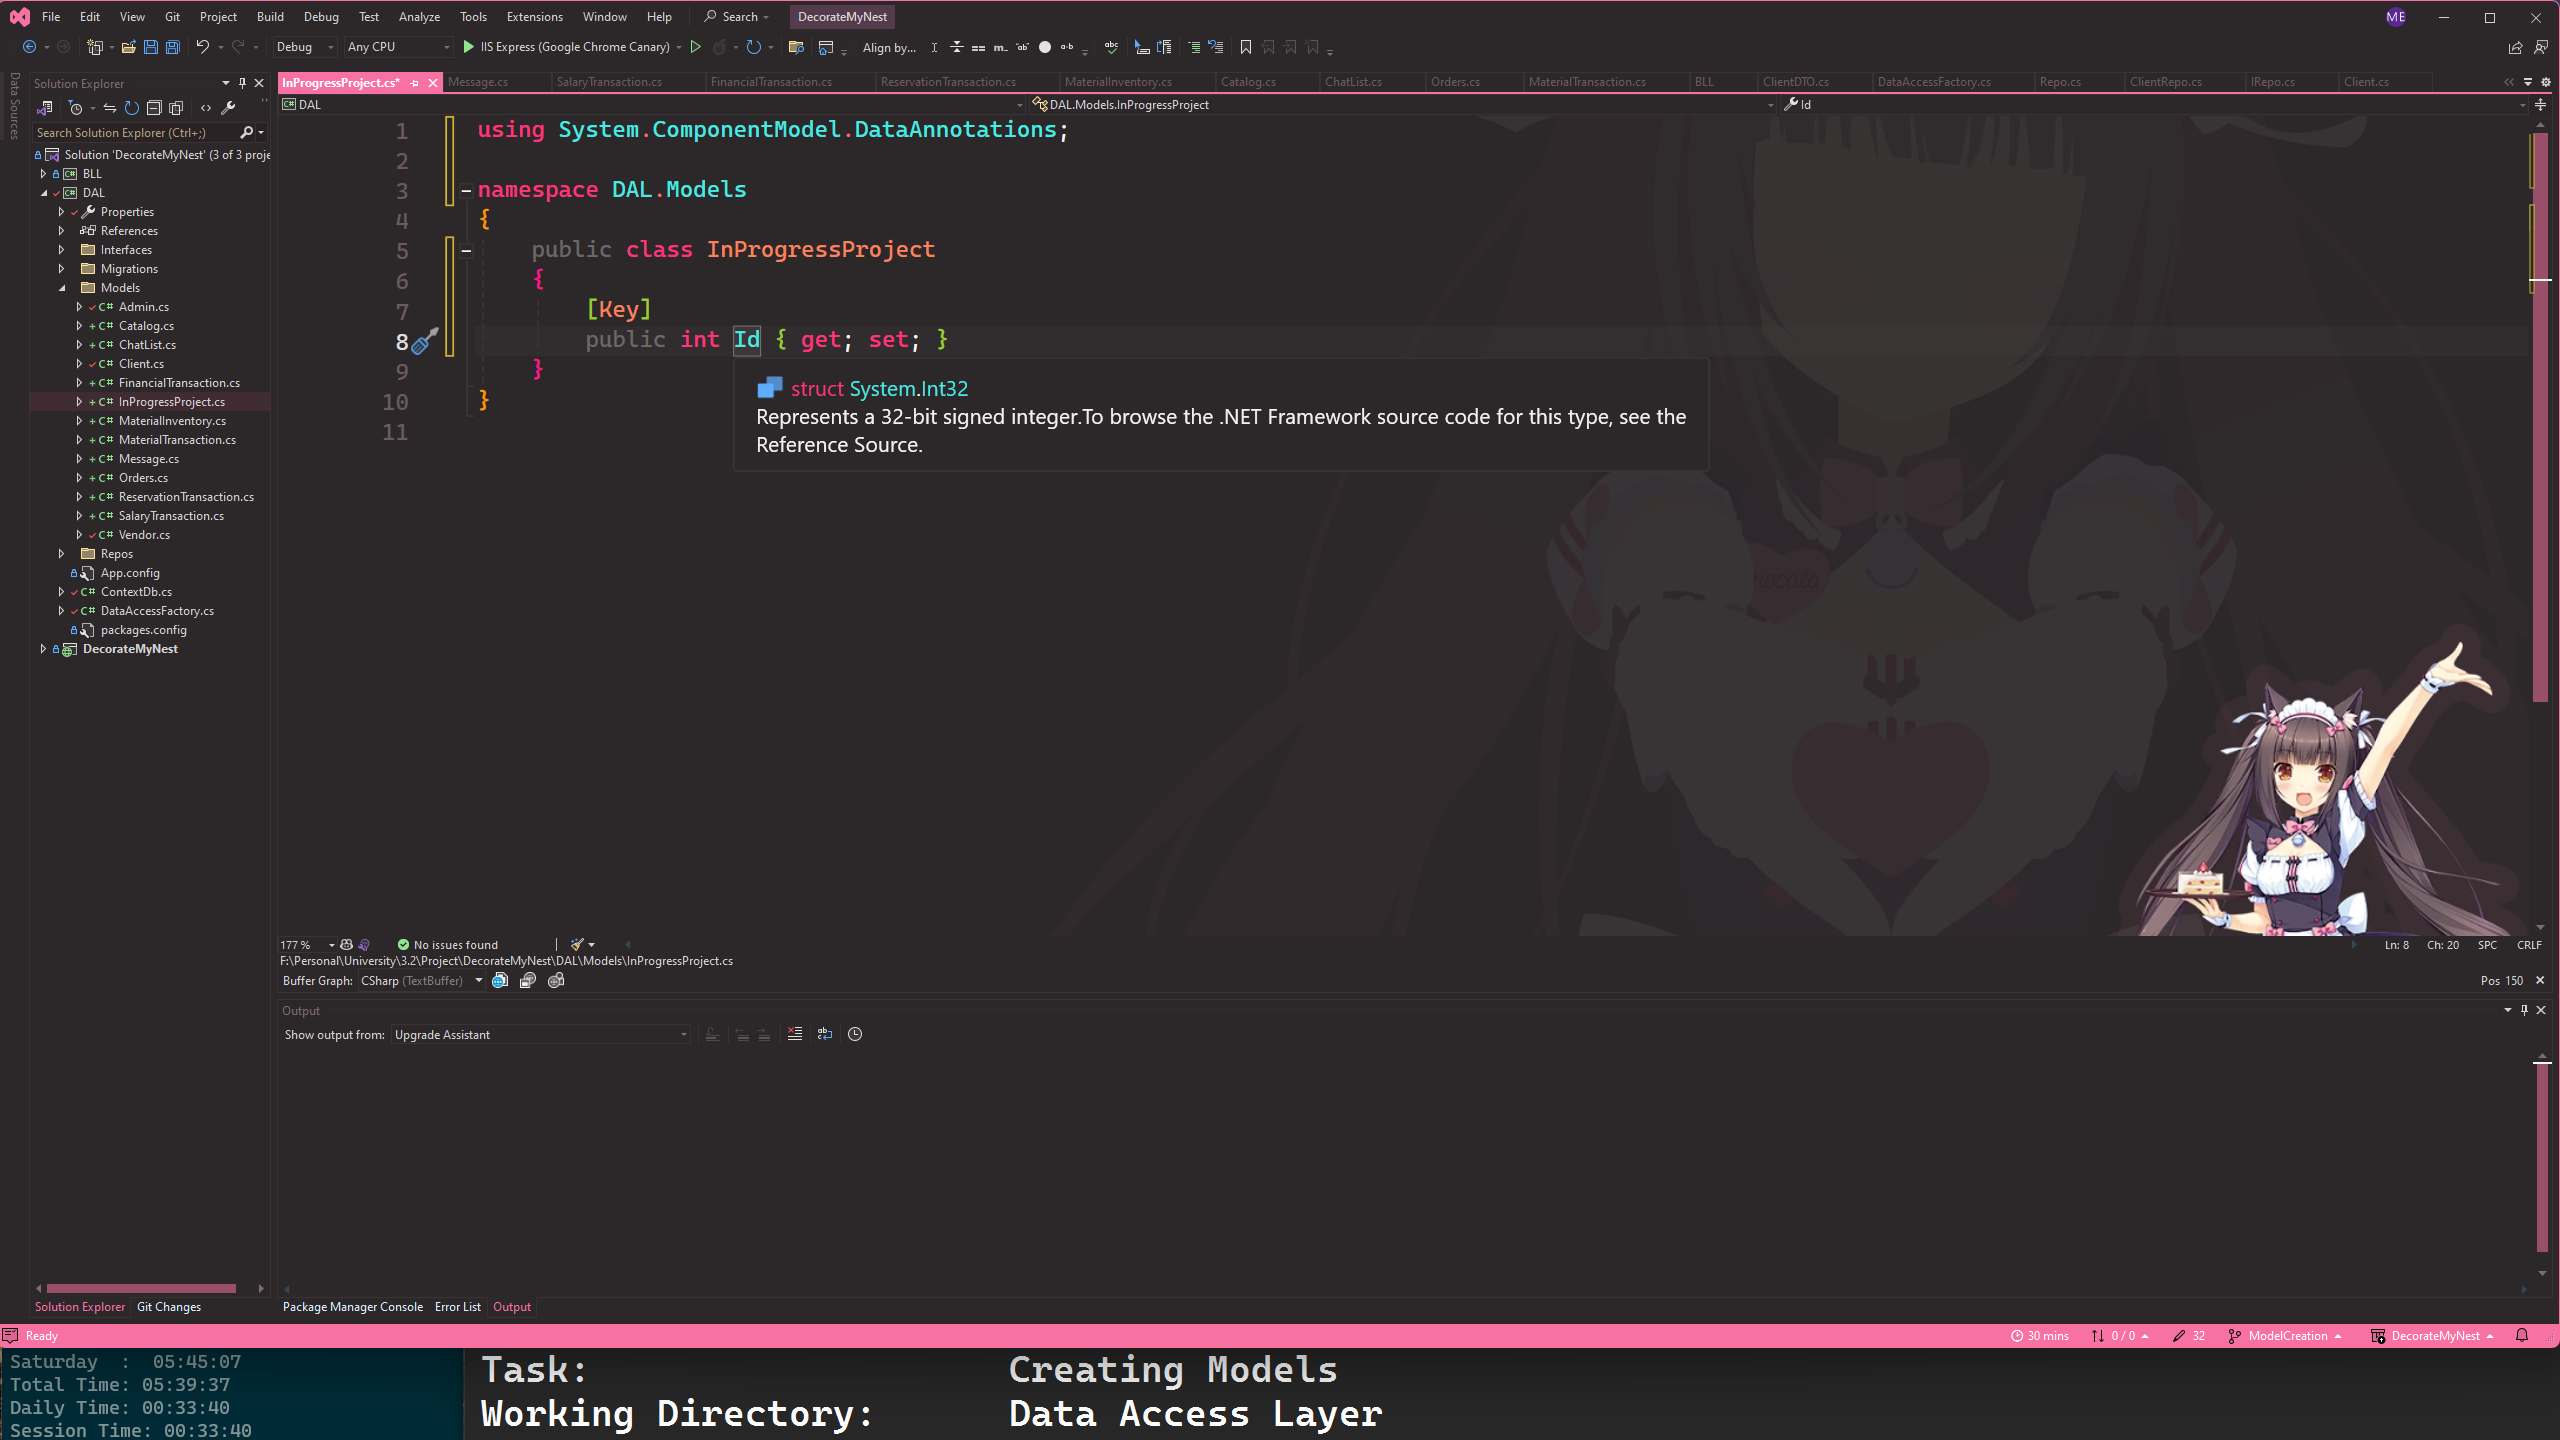 File Edit View Git Project Build Debug Test Analyze Tools Extensions Window Help Search DecorateMyNest ME
Debug Any CPU IIS Express (Google Chrome Canary) Align by...
Data Sources
Solution Explorer
Search Solution Explorer (Ctrl+;)
Solution 'DecorateMyNest' (3 of 3 proje
BLL
DAL
Properties
References
Interfaces
Migrations
Models
C# Admin.cs
C# Catalog.cs
C# ChatList.cs
C# Client.cs
C# FinancialTransaction.cs
C# InProgressProject.cs
C# MaterialInventory.cs
C# MaterialTransaction.cs
C# Message.cs
C# Orders.cs
C# ReservationTransaction.cs
C# SalaryTransaction.cs
C# Vendor.cs
Repos
App.config
C# ContextDb.cs
C# DataAccessFactory.cs
packages.config
DecorateMyNest
Solution Explorer Git Changes
InProgressProject.cs* Message.cs SalaryTransaction.cs FinancialTransaction.cs ReservationTransaction.cs MaterialInventory.cs Catalog.cs ChatList.cs Orders.cs MaterialTransaction.cs BLL ClientDTO.cs DataAccessFactory.cs Repo.cs ClientRepo.cs IRepo.cs Client.cs
DAL DAL.Models.InProgressProject Id
1 using System.ComponentModel.DataAnnotations;
2
3 namespace DAL.Models
4 {
5 public class InProgressProject
6 {
7 [Key]
8 public int Id { get; set; }
9 }
10 }
11
struct System.Int32
Represents a 32-bit signed integer.To browse the .NET Framework source code for this type, see the
Reference Source.
177 % No issues found Ln: 8 Ch: 20 SPC CRLF
F:\Personal\University\3.2\Project\DecorateMyNest\DAL\Models\InProgressProject.cs
Buffer Graph: CSharp (TextBuffer) Pos 150
Output
Show output from: Upgrade Assistant
Package Manager Console Error List Output
Ready 30 mins 0 / 0 32 ModelCreation DecorateMyNest
Saturday : 05:45:07
Total Time: 05:39:37
Daily Time: 00:33:40
Session Time: 00:33:40
Task: Creating Models
Working Directory: Data Access Layer